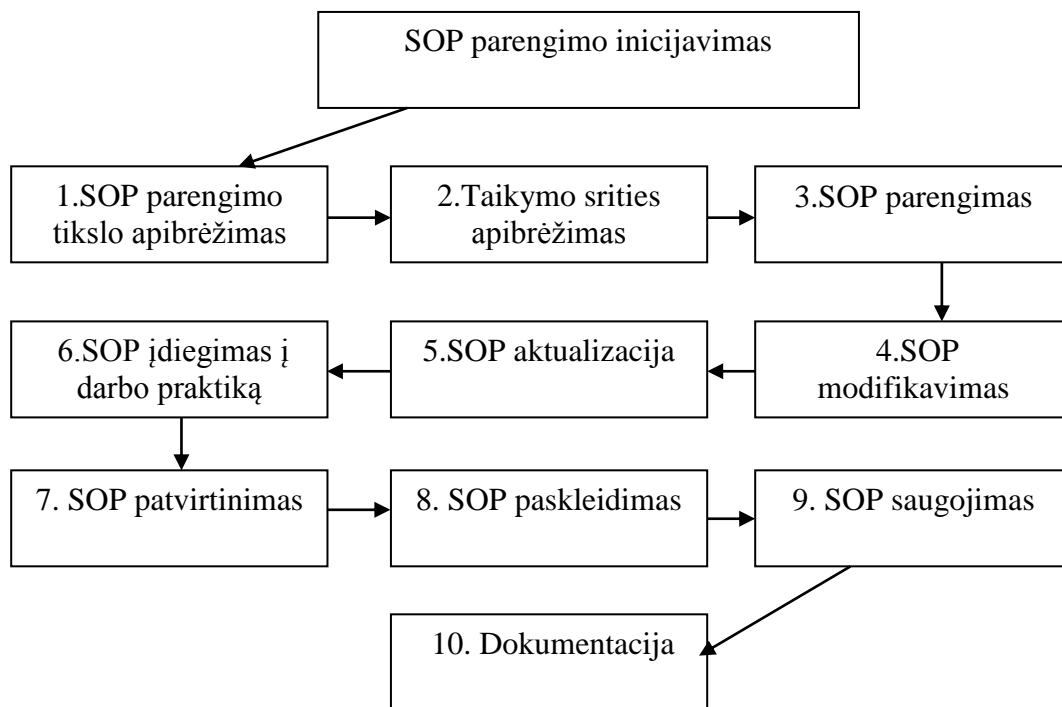 SOP parengimo inicijavimas
1.SOP parengimo
tikslo apibrėžimas
2.Taikymo srities
apibrėžimas
3.SOP parengimas
6.SOP įdiegimas į
darbo praktiką
5.SOP aktualizacija
4.SOP
modifikavimas
7. SOP patvirtinimas
8. SOP paskleidimas
9. SOP saugojimas
10. Dokumentacija